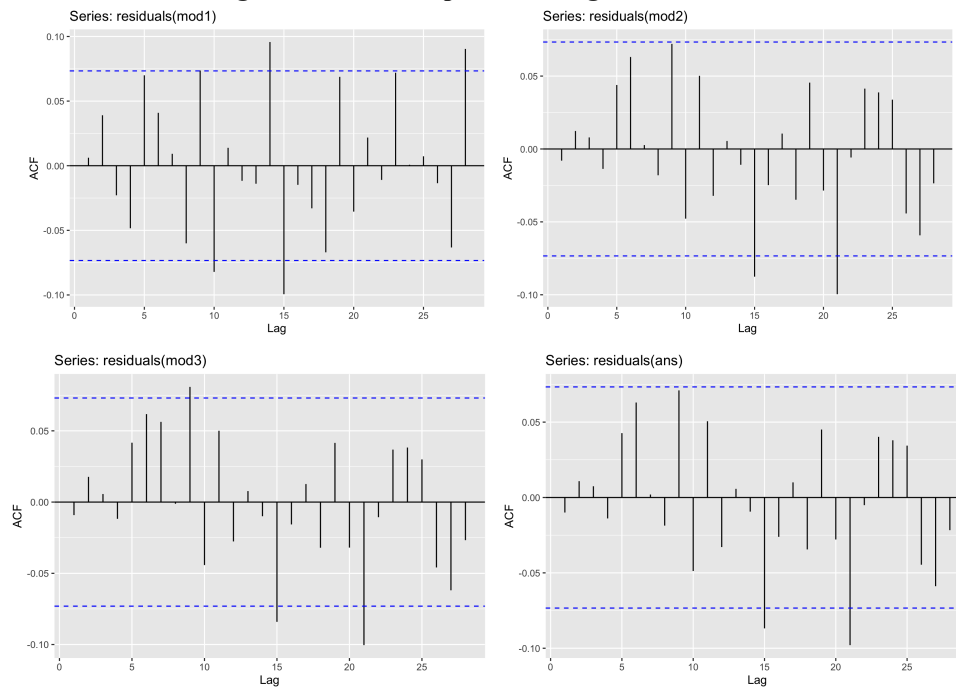 Series: residuals(mod1)
0.10
0.05
0.00
-0.05
-0.10
ACF
0 5 10 15 20 25
Lag
Series: residuals(mod2)
0.05
0.00
-0.05
-0.10
ACF
0 5 10 15 20 25
Lag
Series: residuals(mod3)
0.05
0.00
-0.05
-0.10
ACF
0 5 10 15 20 25
Lag
Series: residuals(ans)
0.05
0.00
-0.05
-0.10
ACF
0 5 10 15 20 25
Lag